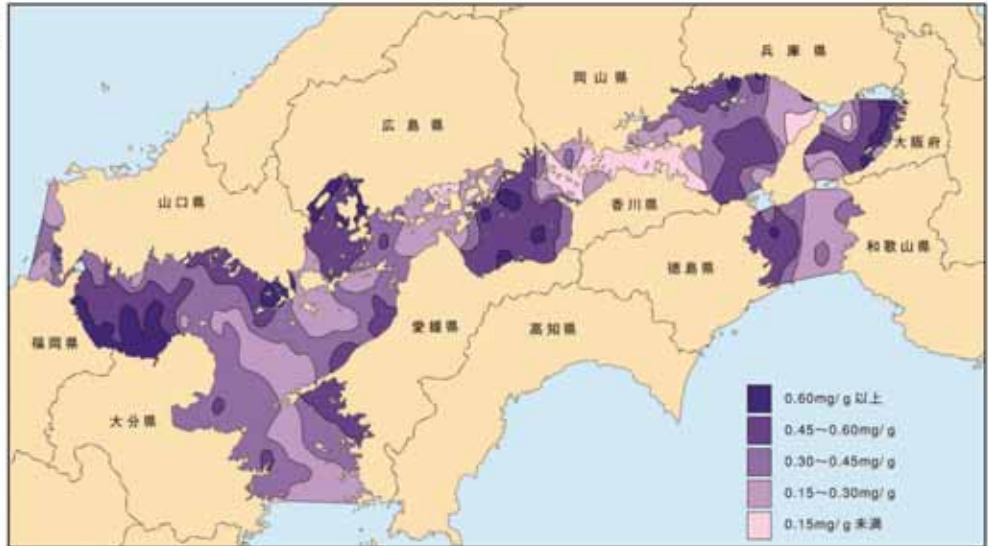 兵庫県
岡山県
広島県
大阪府
山口県
香川県
和歌山県
徳島県
愛媛県
高知県
福岡県
大分県
0.60mg/g以上
0.45～0.60mg/g
0.30～0.45mg/g
0.15～0.30mg/g
0.15mg/g未満